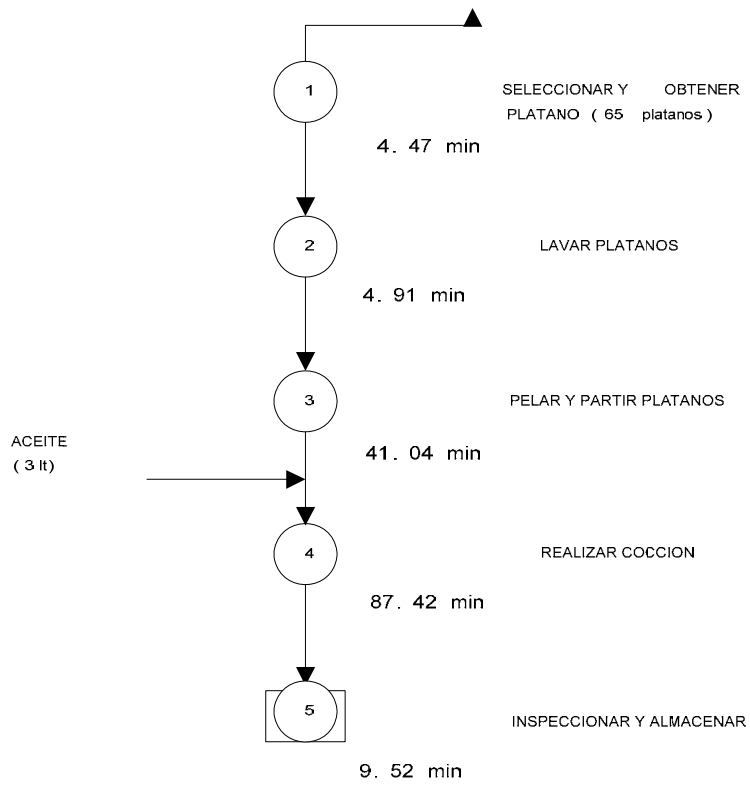 1
SELECCIONAR Y OBTENER
PLATANO ( 65 platanos )
4. 47 min
2
LAVAR PLATANOS
4. 91 min
3
PELAR Y PARTIR PLATANOS
ACEITE
( 3 lt)
41. 04 min
4
REALIZAR COCCION
87. 42 min
5
INSPECCIONAR Y ALMACENAR
9. 52 min